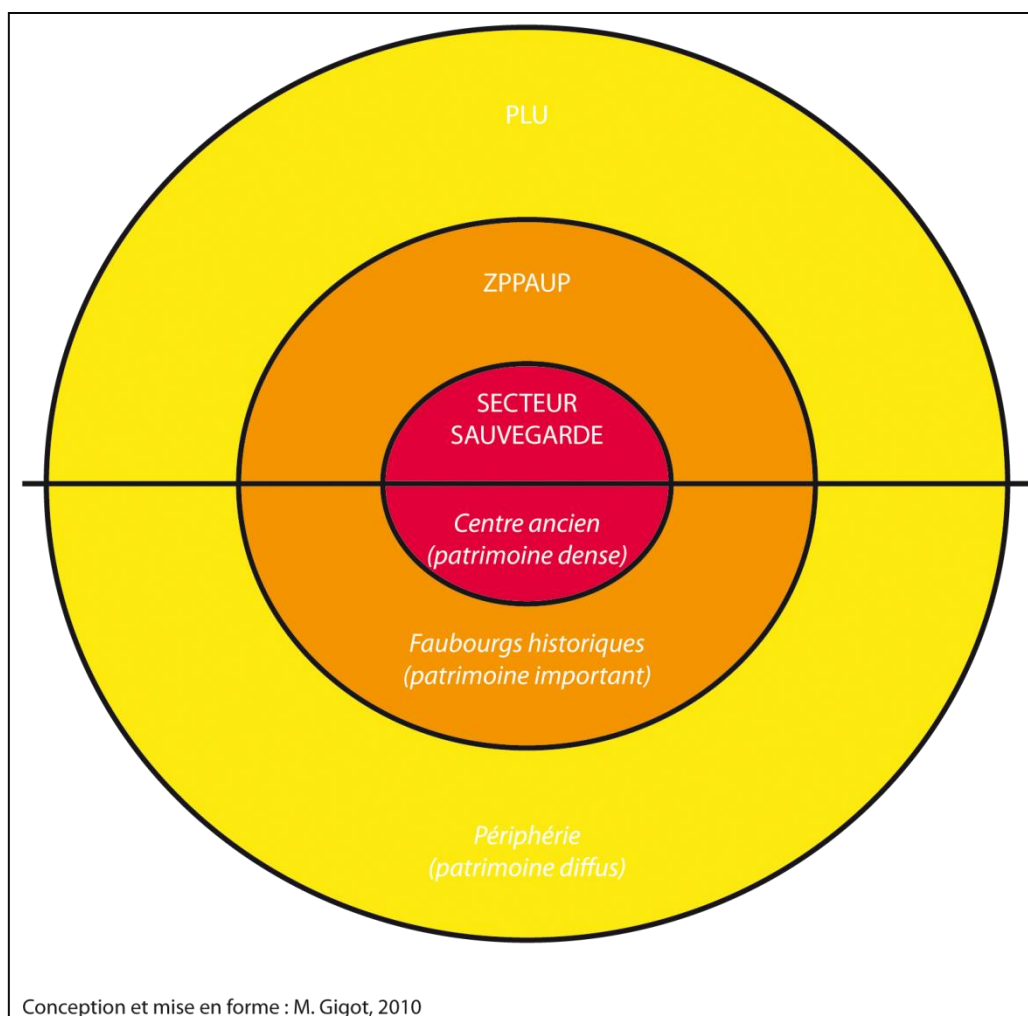 PLU
ZPPAUP
SECTEUR
SAUVEGARDE
Centre ancien
(patrimoine dense)
Faubourgs historiques
(patrimoine important)
Périphérie
(patrimoine diffus)
Conception et mise en forme : M. Gigot, 2010